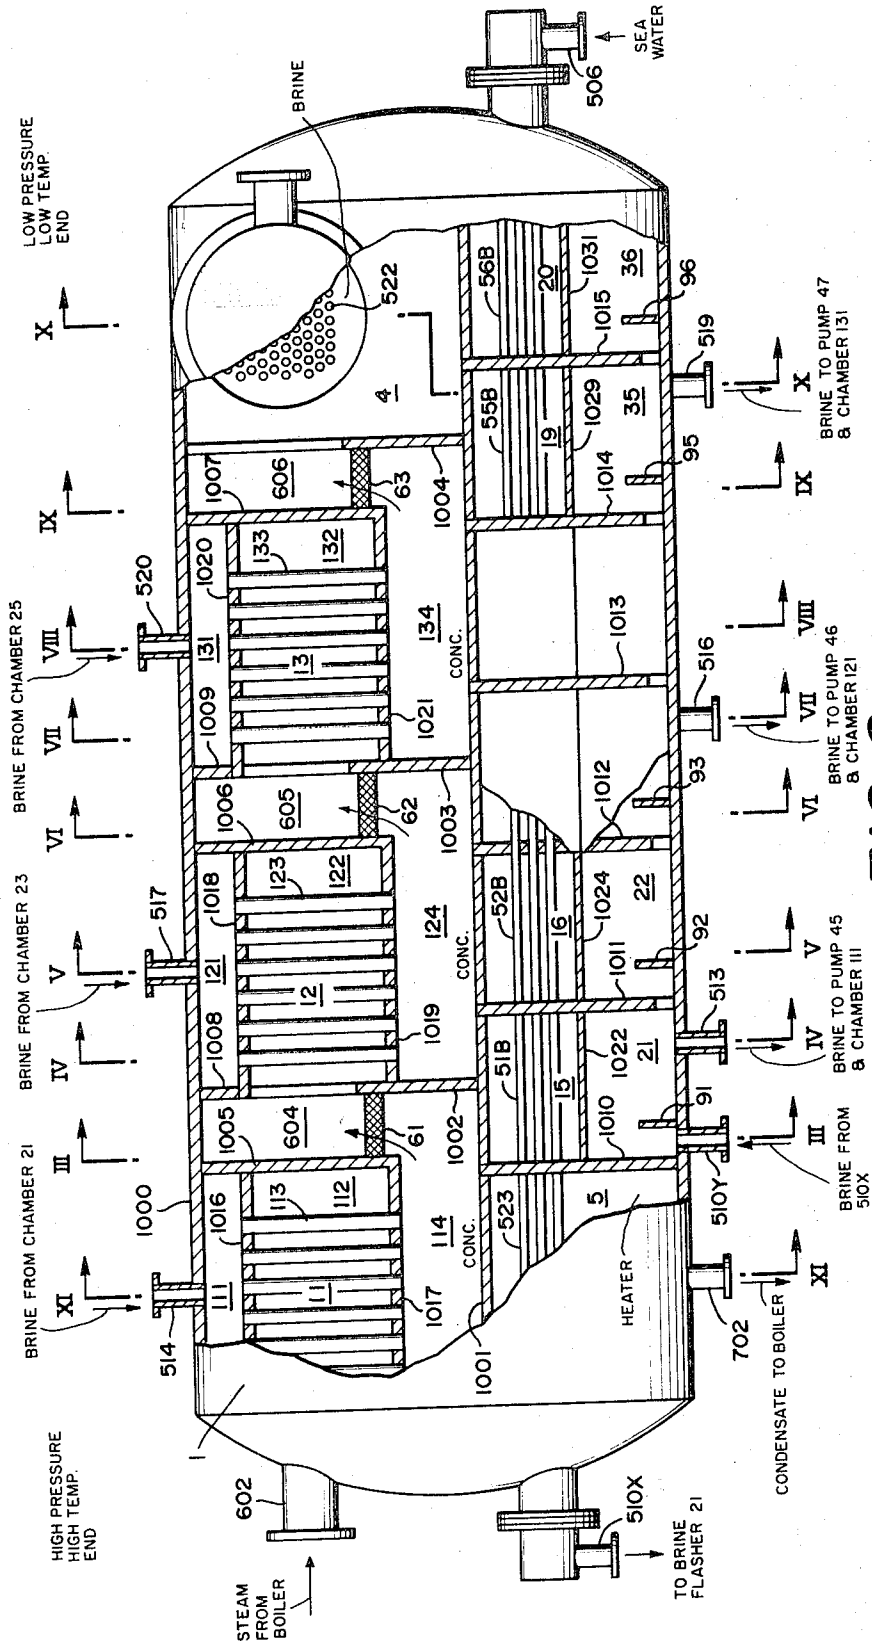 HIGH PRESSURE
HIGH TEMP.
END
LOW PRESSURE
LOW TEMP.
END
BRINE FROM CHAMBER 21
BRINE FROM CHAMBER 23
BRINE FROM CHAMBER 25
XI
III
IV
V
VI
VII
VIII
IX
X
1
514
1000
517
520
602
STEAM
FROM
BOILER
111
1016
1005
1008
121
1018
1006
1009
131
1020
1007
BRINE
11
113
112
604
12
123
122
605
13
133
132
606
522
4
1017
61
1019
62
1021
63
114
CONC.
1002
124
CONC.
1003
134
CONC.
1004
1001
523
51B
52B
55B
56B
5
15
16
19
20
HEATER
1010
1022
1011
1024
1012
1013
1014
1029
1015
1031
21
22
35
36
91
92
93
95
96
506
SEA
WATER
510X
TO BRINE
FLASHER 21
702
CONDENSATE TO BOILER
510Y
BRINE FROM
510X
513
BRINE TO PUMP 45
& CHAMBER 111
516
BRINE TO PUMP 46
& CHAMBER 121
519
BRINE TO PUMP 47
& CHAMBER 131
XI
III
IV
V
VI
VII
VIII
IX
X